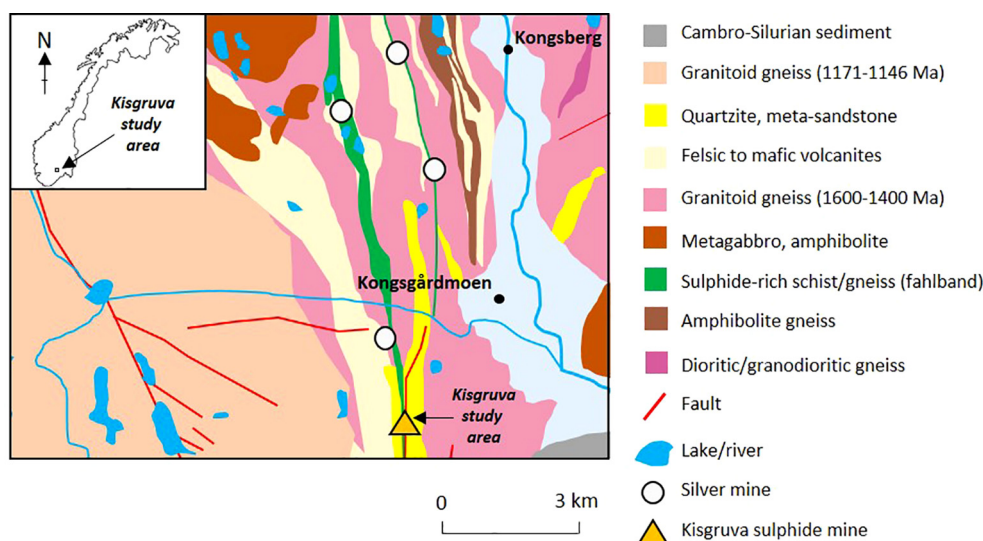 N
Kisgruva
study
area
Kongsberg
Kongsgårdmoen
Kisgruva
study
area
0 3 km
Cambro-Silurian sediment
Granitoid gneiss (1171-1146 Ma)
Quartzite, meta-sandstone
Felsic to mafic volcanites
Granitoid gneiss (1600-1400 Ma)
Metagabbro, amphibolite
Sulphide-rich schist/gneiss (fahlband)
Amphibolite gneiss
Dioritic/granodioritic gneiss
Fault
Lake/river
Silver mine
Kisgruva sulphide mine